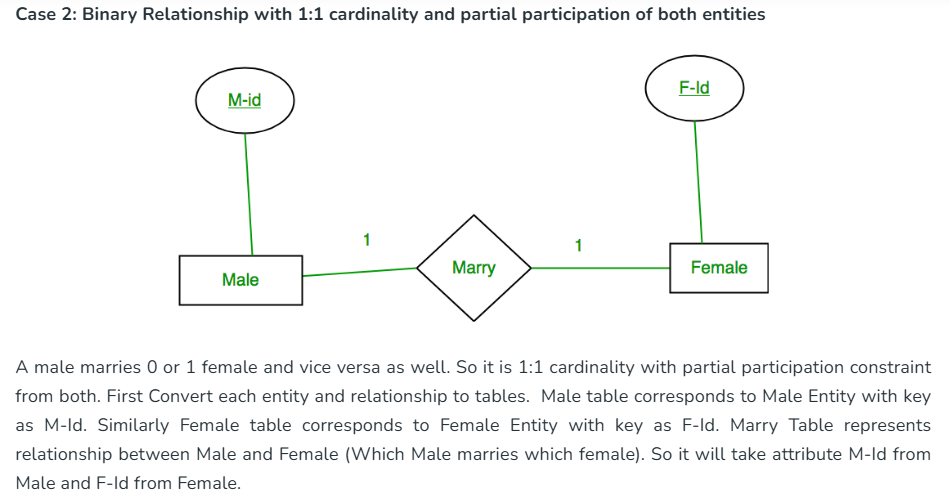 Case 2: Binary Relationship with 1:1 cardinality and partial participation of both entities
M-id
F-Id
1
1
Male
Marry
Female
A male marries 0 or 1 female and vice versa as well. So it is 1:1 cardinality with partial participation constraint
from both. First Convert each entity and relationship to tables.  Male table corresponds to Male Entity with key
as M-Id. Similarly Female table corresponds to Female Entity with key as F-Id. Marry Table represents
relationship between Male and Female (Which Male marries which female). So it will take attribute M-Id from
Male and F-Id from Female.